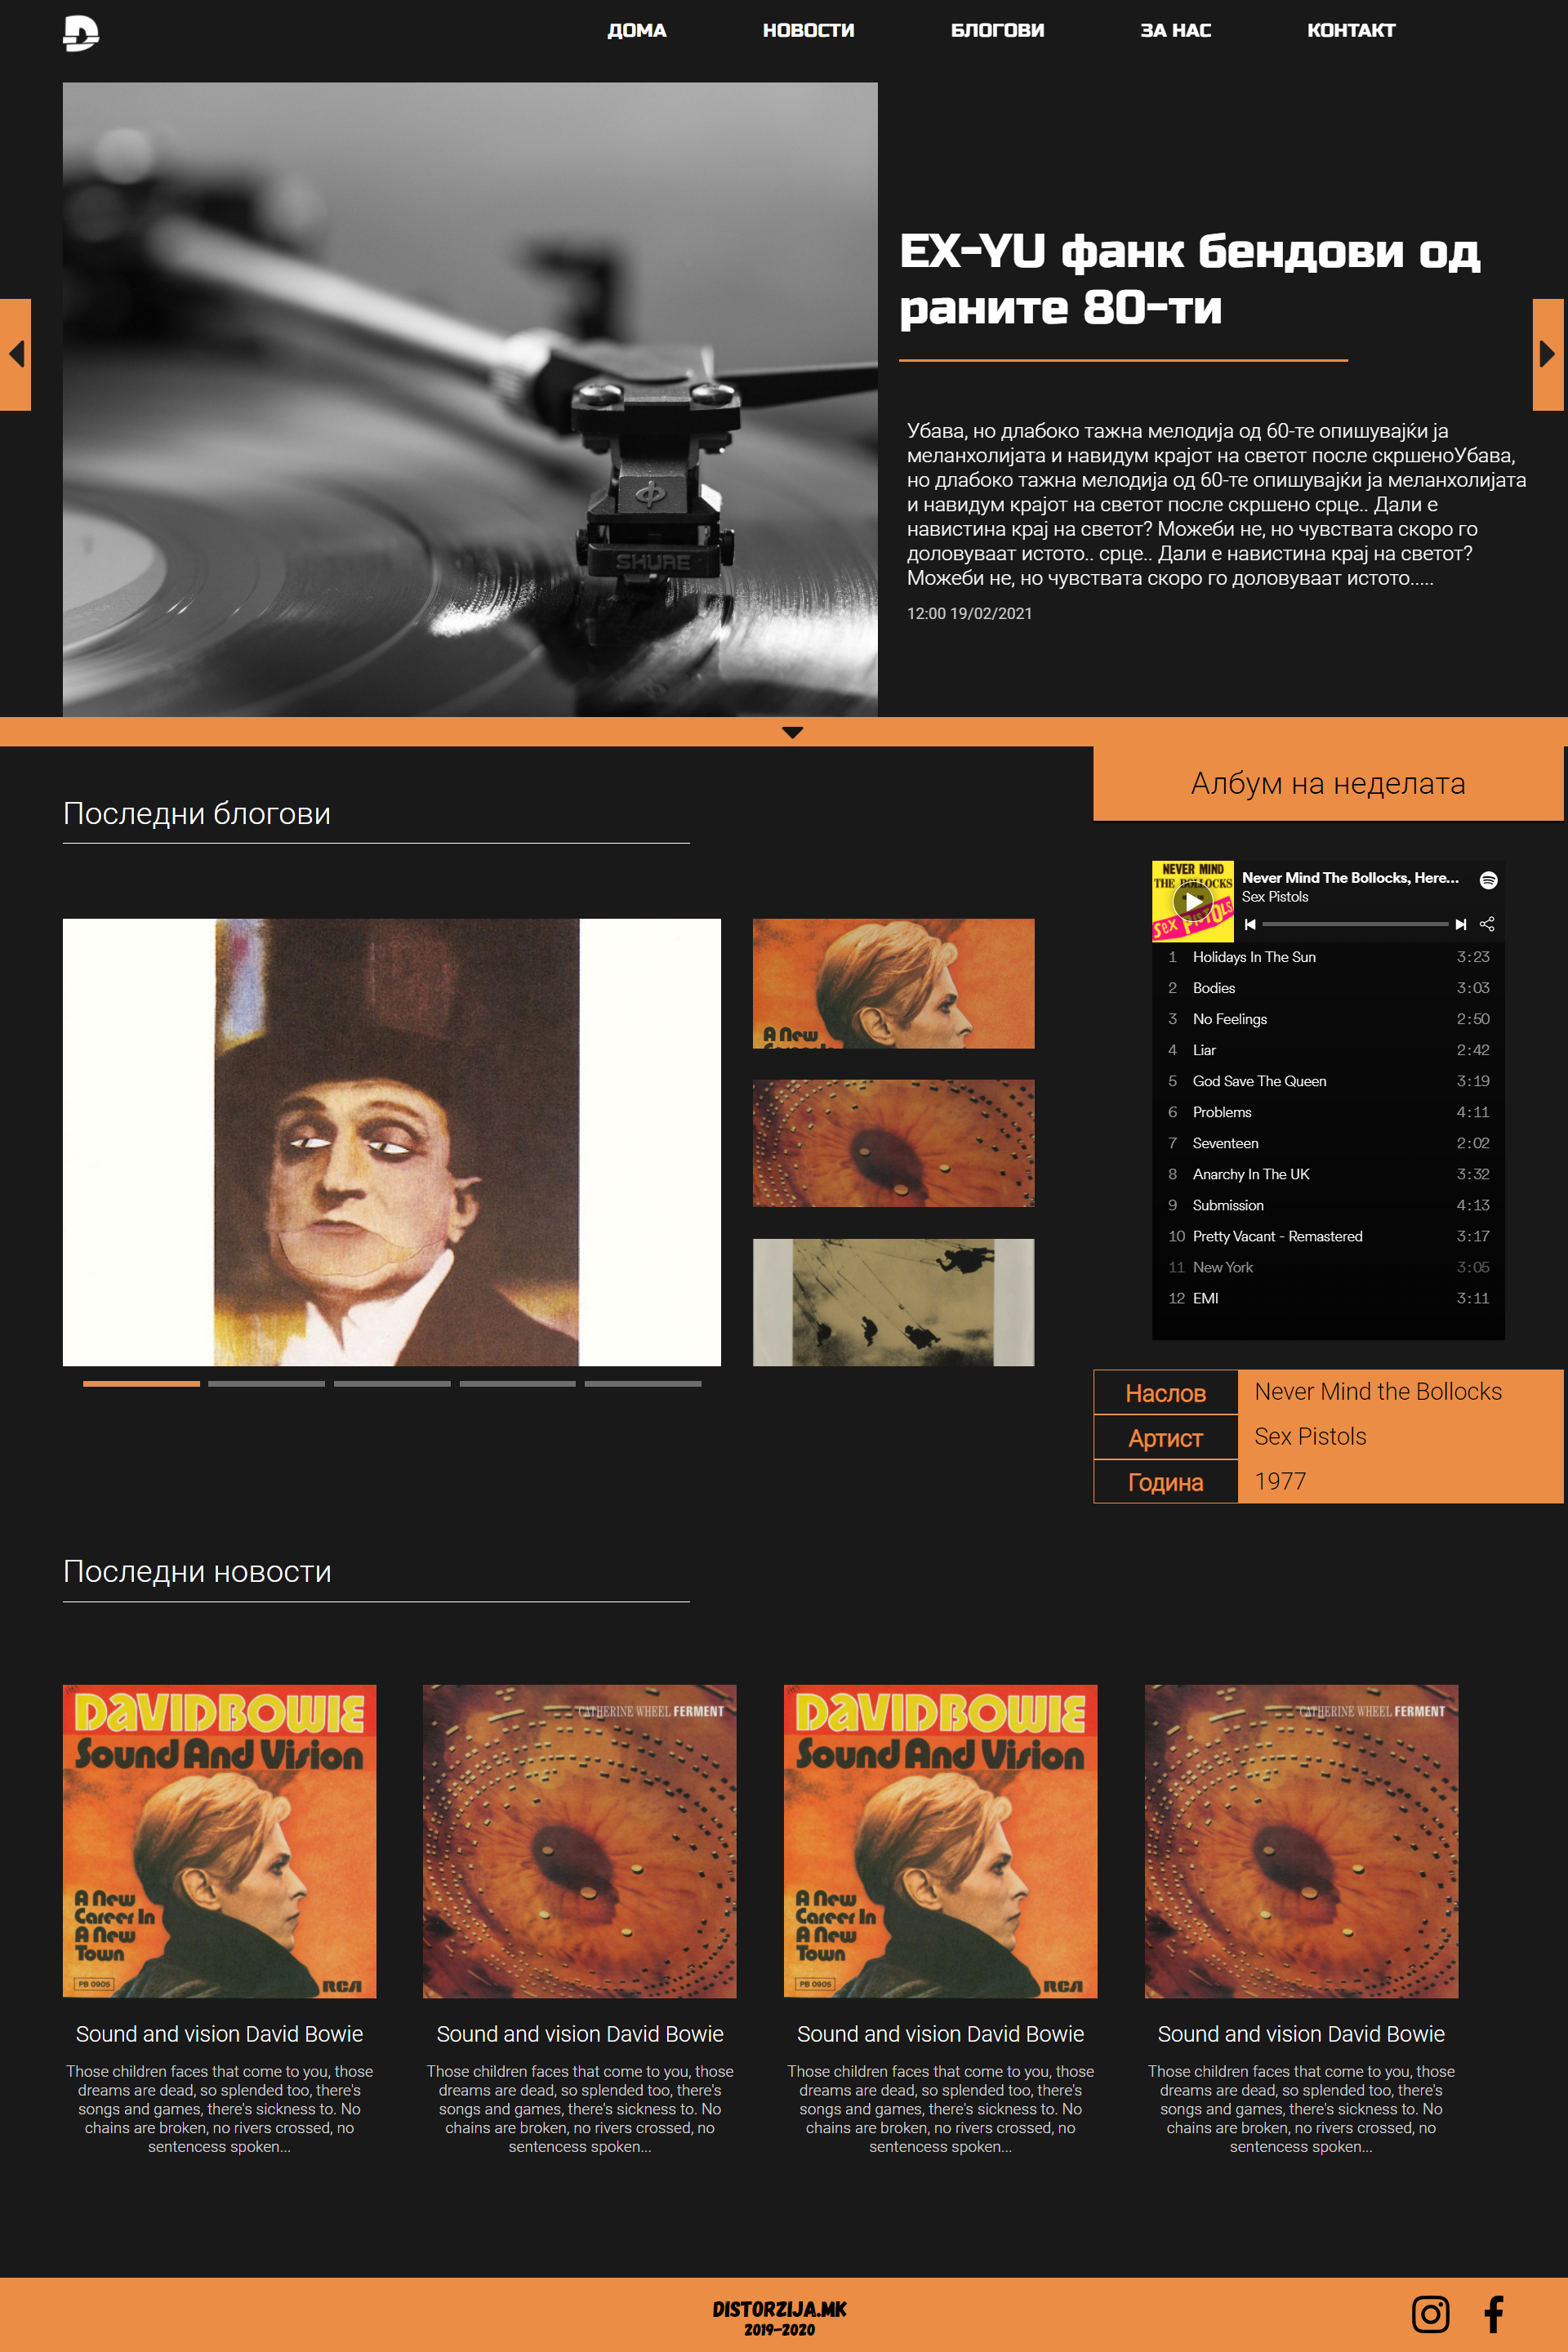 ДОМА
НОВОСТИ
БЛОГОВИ
ЗА НАС
КОНТАКТ
SHURE
EX-YU фанк бендови од
раните 80-ти
Убава, но длабоко тажна мелодија од 60-те опишувајќи ја
меланхолијата и навидум крајот на светот после скршеноУбава,
но длабоко тажна мелодија од 60-те опишувајќи ја меланхолијата
и навидум крајот на светот после скршено срце.. Дали е
навистина крај на светот? Можеби не, но чувствата скоро го
доловуваат истото.. срце.. Дали е навистина крај на светот?
Можеби не, но чувствата скоро го доловуваат истото.....
12:00 19/02/2021
Последни блогови
A New
Албум на неделата
NEVER MIND
THE BOLLOCKS
SEX PISTOLS
Never Mind The Bollocks, Here...
Sex Pistols
1 Holidays In The Sun 3:23
2 Bodies 3:03
3 No Feelings 2:50
4 Liar 2:42
5 God Save The Queen 3:19
6 Problems 4:11
7 Seventeen 2:02
8 Anarchy In The UK 3:32
9 Submission 4:13
10 Pretty Vacant - Remastered 3:17
11 New York 3:05
12 EMI 3:11
Наслов Never Mind the Bollocks
Артист Sex Pistols
Година 1977
Последни новости
DAVID BOWIE
Sound And Vision
A New
Career In
A New
Town
PB 0905
RCA
CATHERINE WHEEL FERMENT
DAVID BOWIE
Sound And Vision
A New
Career In
A New
Town
PB 0905
RCA
CATHERINE WHEEL FERMENT
Sound and vision David Bowie
Those children faces that come to you, those
dreams are dead, so splended too, there's
songs and games, there's sickness to. No
chains are broken, no rivers crossed, no
sentencess spoken...
Sound and vision David Bowie
Those children faces that come to you, those
dreams are dead, so splended too, there's
songs and games, there's sickness to. No
chains are broken, no rivers crossed, no
sentencess spoken...
Sound and vision David Bowie
Those children faces that come to you, those
dreams are dead, so splended too, there's
songs and games, there's sickness to. No
chains are broken, no rivers crossed, no
sentencess spoken...
Sound and vision David Bowie
Those children faces that come to you, those
dreams are dead, so splended too, there's
songs and games, there's sickness to. No
chains are broken, no rivers crossed, no
sentencess spoken...
DISTORZIJA.MK
2019-2020